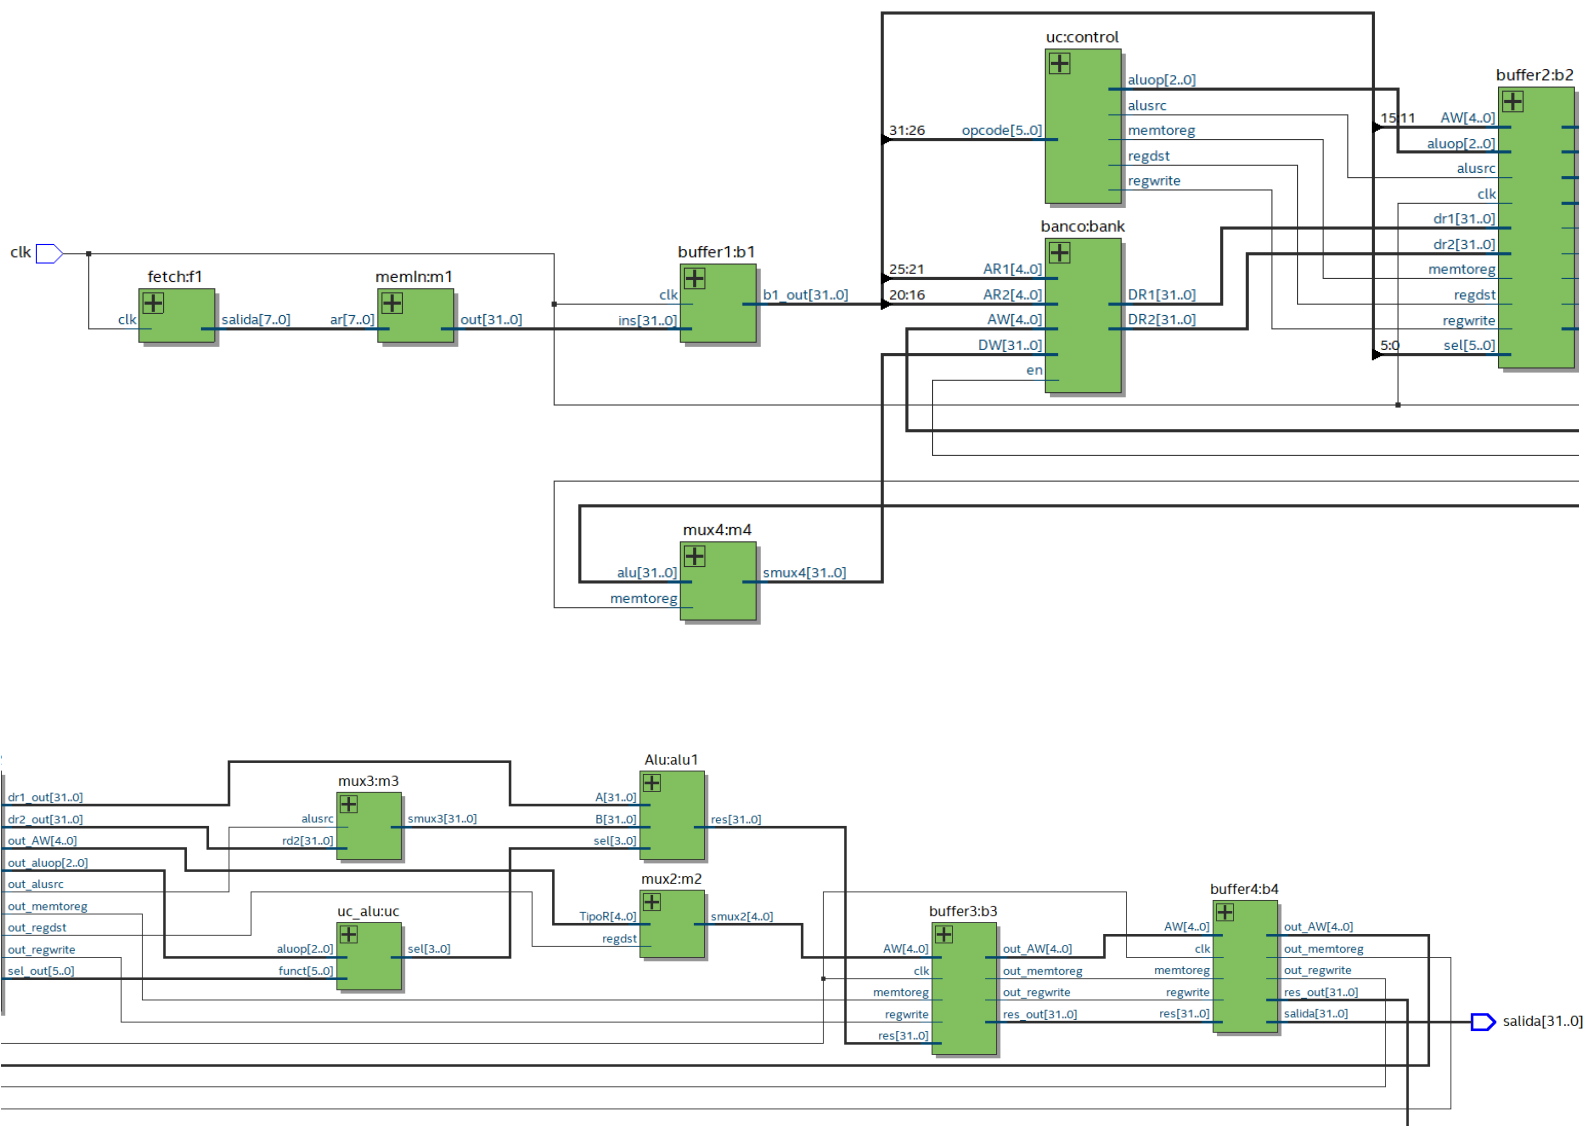 uc:control
aluop[2..0]
alusrc
31:26 opcode[5..0] memtoreg
regdst
regwrite
buffer2:b2
15:11 AW[4..0]
aluop[2..0]
alusrc
clk
dr1[31..0]
dr2[31..0]
memtoreg
regdst
regwrite
5:0 sel[5..0]
banco:bank
25:21 AR1[4..0]
20:16 AR2[4..0] DR1[31..0]
AW[4..0] DR2[31..0]
DW[31..0]
en
clk
fetch:f1
clk salida[7..0]
memIn:m1
ar[7..0] out[31..0]
buffer1:b1
clk b1_out[31..0]
ins[31..0]
mux4:m4
alu[31..0] smux4[31..0]
memtoreg
dr1_out[31..0]
dr2_out[31..0]
out_AW[4..0]
out_aluop[2..0]
out_alusrc
out_memtoreg
out_regdst
out_regwrite
sel_out[5..0]
mux3:m3
alusrc smux3[31..0]
rd2[31..0]
uc_alu:uc
aluop[2..0] sel[3..0]
funct[5..0]
Alu:alu1
A[31..0]
B[31..0] res[31..0]
sel[3..0]
mux2:m2
TipoR[4..0] smux2[4..0]
regdst
buffer3:b3
AW[4..0] out_AW[4..0]
clk out_memtoreg
memtoreg out_regwrite
regwrite res_out[31..0]
res[31..0]
buffer4:b4
AW[4..0] out_AW[4..0]
clk out_memtoreg
memtoreg out_regwrite
regwrite res_out[31..0]
res[31..0] salida[31..0]
salida[31..0]